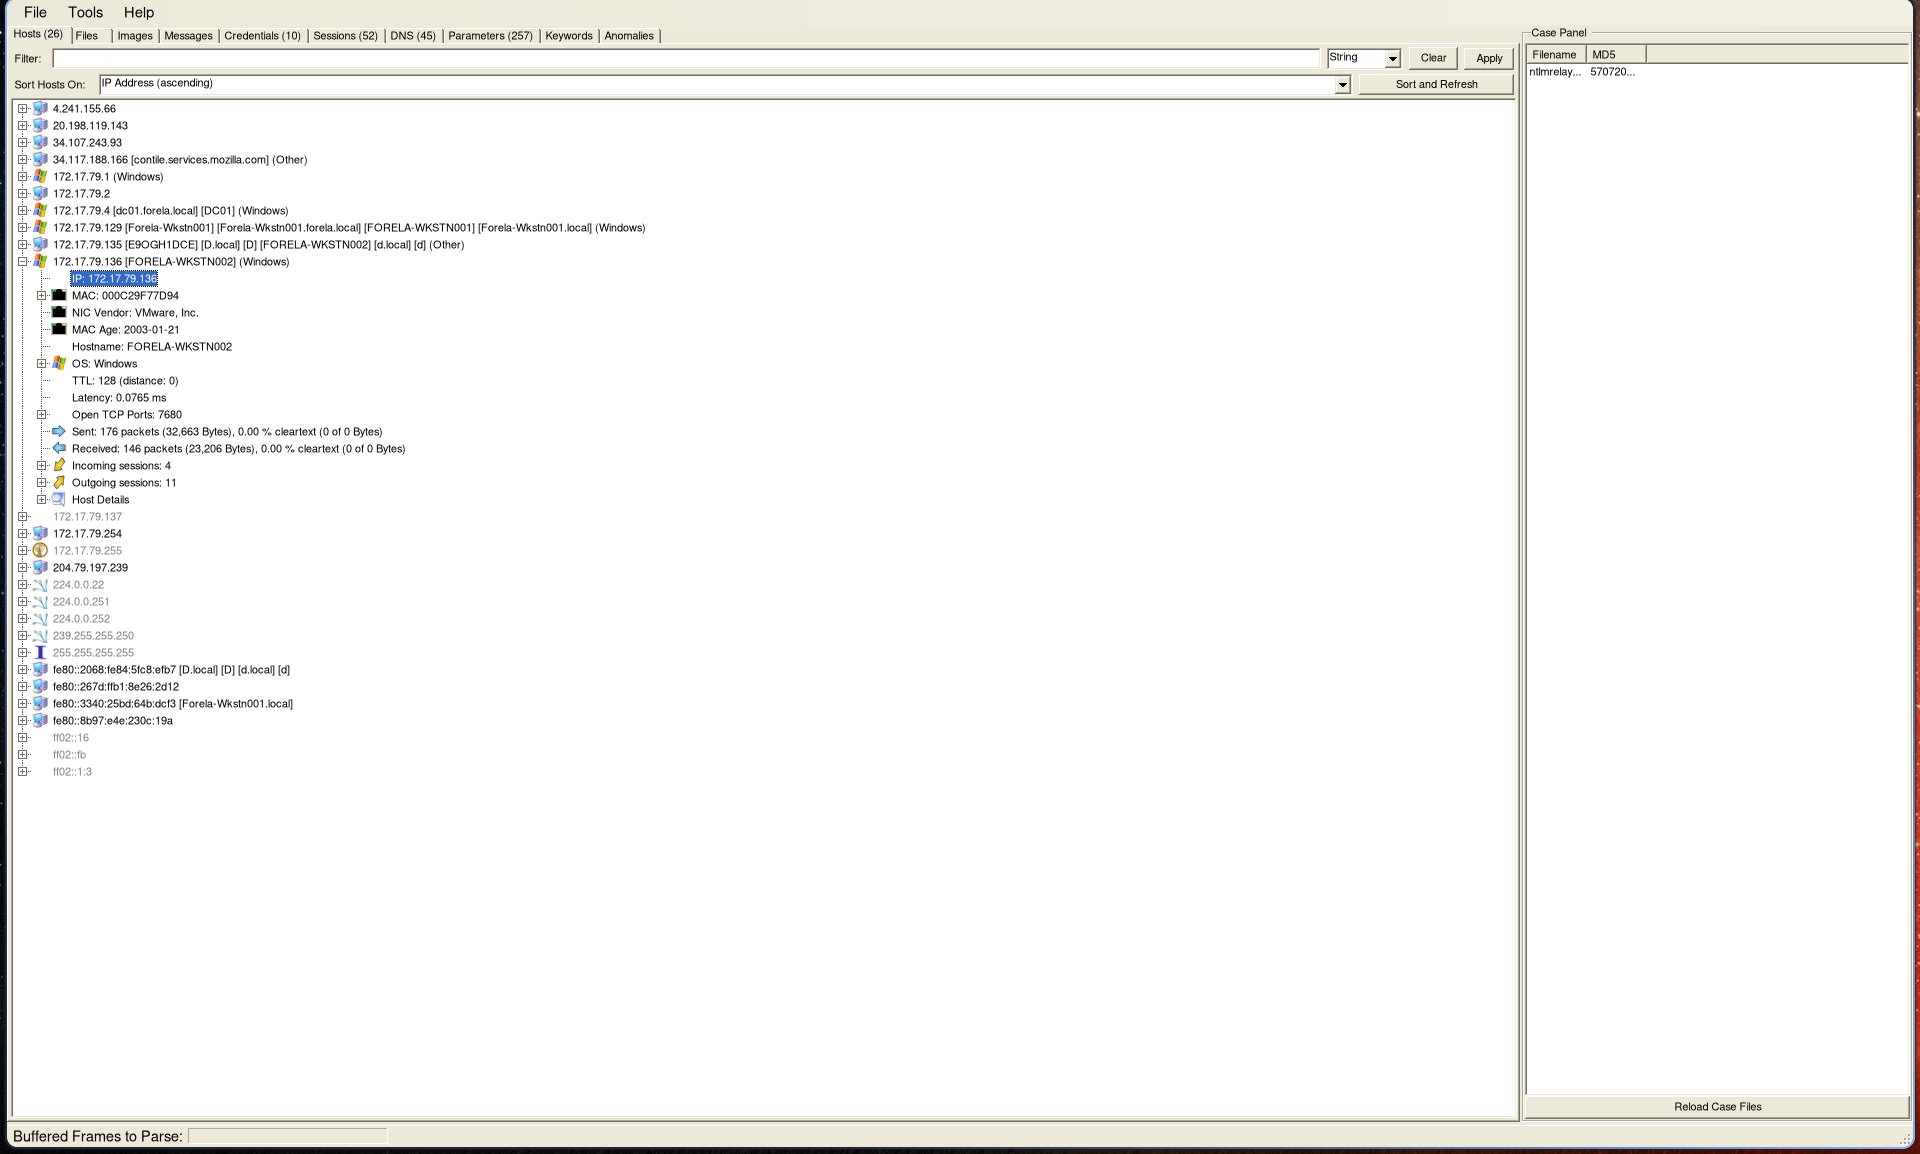 File Tools Help
Hosts (26) Files Images Messages Credentials (10) Sessions (52) DNS (45) Parameters (257) Keywords Anomalies
Filter: String Clear Apply
Sort Hosts On: IP Address (ascending) Sort and Refresh
4.241.155.66
20.198.119.143
34.107.243.93
34.117.188.166 [contile.services.mozilla.com] (Other)
172.17.79.1 (Windows)
172.17.79.2
172.17.79.4 [dc01.forela.local] [DC01] (Windows)
172.17.79.129 [Forela-Wkstn001] [Forela-Wkstn001.forela.local] [FORELA-WKSTN001] [Forela-Wkstn001.local] (Windows)
172.17.79.135 [E9OGH1DCE] [D.local] [D] [FORELA-WKSTN002] [d.local] [d] (Other)
172.17.79.136 [FORELA-WKSTN002] (Windows)
IP: 172.17.79.136
MAC: 000C29F77D94
NIC Vendor: VMware, Inc.
MAC Age: 2003-01-21
Hostname: FORELA-WKSTN002
OS: Windows
TTL: 128 (distance: 0)
Latency: 0.0765 ms
Open TCP Ports: 7680
Sent: 176 packets (32,663 Bytes), 0.00 % cleartext (0 of 0 Bytes)
Received: 146 packets (23,206 Bytes), 0.00 % cleartext (0 of 0 Bytes)
Incoming sessions: 4
Outgoing sessions: 11
Host Details
172.17.79.137
172.17.79.254
172.17.79.255
204.79.197.239
224.0.0.22
224.0.0.251
224.0.0.252
239.255.255.250
255.255.255.255
fe80::2068:fe84:5fc8:efb7 [D.local] [D] [d.local] [d]
fe80::267d:ffb1:8e26:2d12
fe80::3340:25bd:64b:dcf3 [Forela-Wkstn001.local]
fe80::8b97:e4e:230c:19a
ff02::16
ff02::fb
ff02::1:3
Case Panel
Filename MD5
ntlmrelay... 570720...
Reload Case Files
Buffered Frames to Parse: